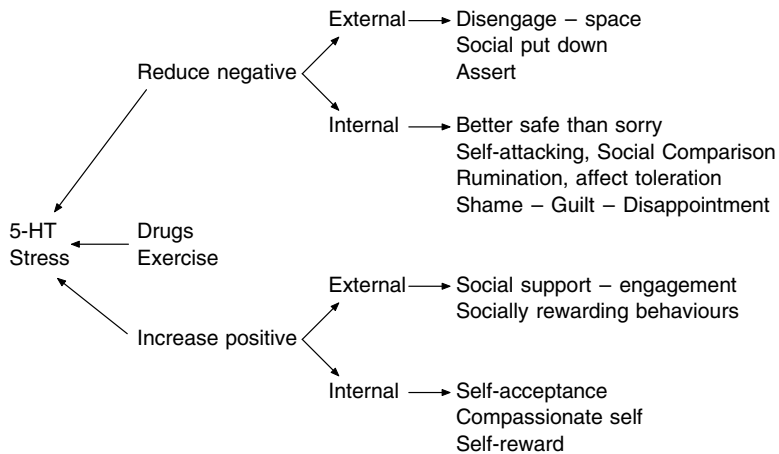 External
Disengage – space
Social put down
Assert
Reduce negative
Internal
Better safe than sorry
Self-attacking, Social Comparison
Rumination, affect toleration
Shame – Guilt – Disappointment
5-HT
Stress
Drugs
Exercise
External
Social support – engagement
Socially rewarding behaviours
Increase positive
Internal
Self-acceptance
Compassionate self
Self-reward